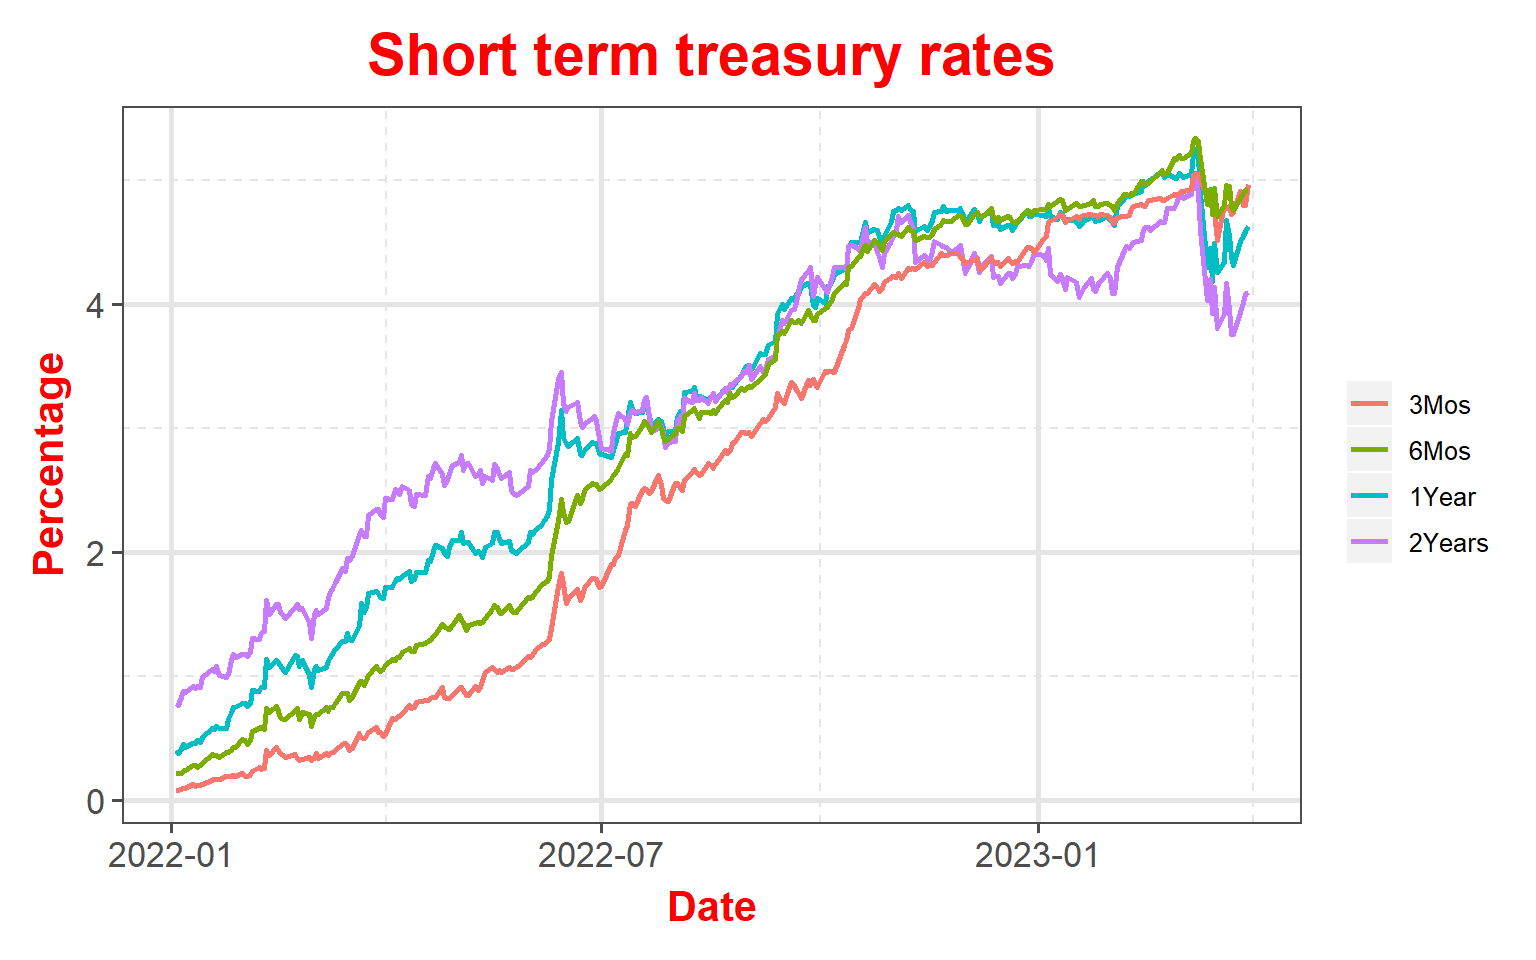 Short term treasury rates
Percentage
4
2
0
2022-01
2022-07
2023-01
Date
3Mos
6Mos
1Year
2Years